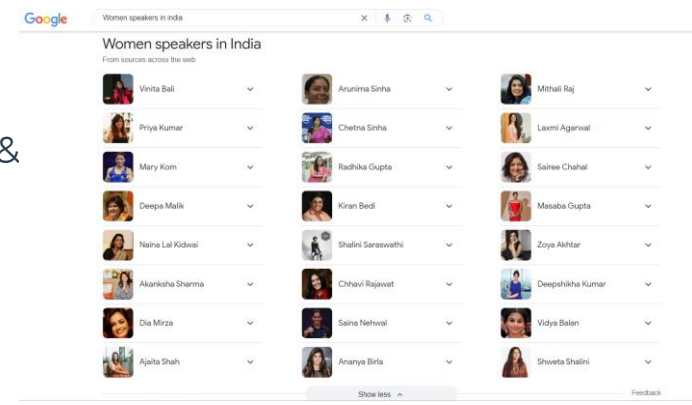 Google
Women speakers in india
Women speakers in India
From sources across the web
&
Vinita Bali
Arunima Sinha
Mithali Raj
Priya Kumar
Chetna Sinha
Laxmi Agarwal
Mary Kom
Radhika Gupta
Sairee Chahal
Deepa Malik
Kiran Bedi
Masaba Gupta
Naina Lal Kidwai
Shalini Saraswathi
Zoya Akhtar
Akanksha Sharma
Chhavi Rajawat
Deepshikha Kumar
Dia Mirza
Saina Nehwal
Vidya Balan
Ajaita Shah
Ananya Birla
Shweta Shalini
Show less
Feedback